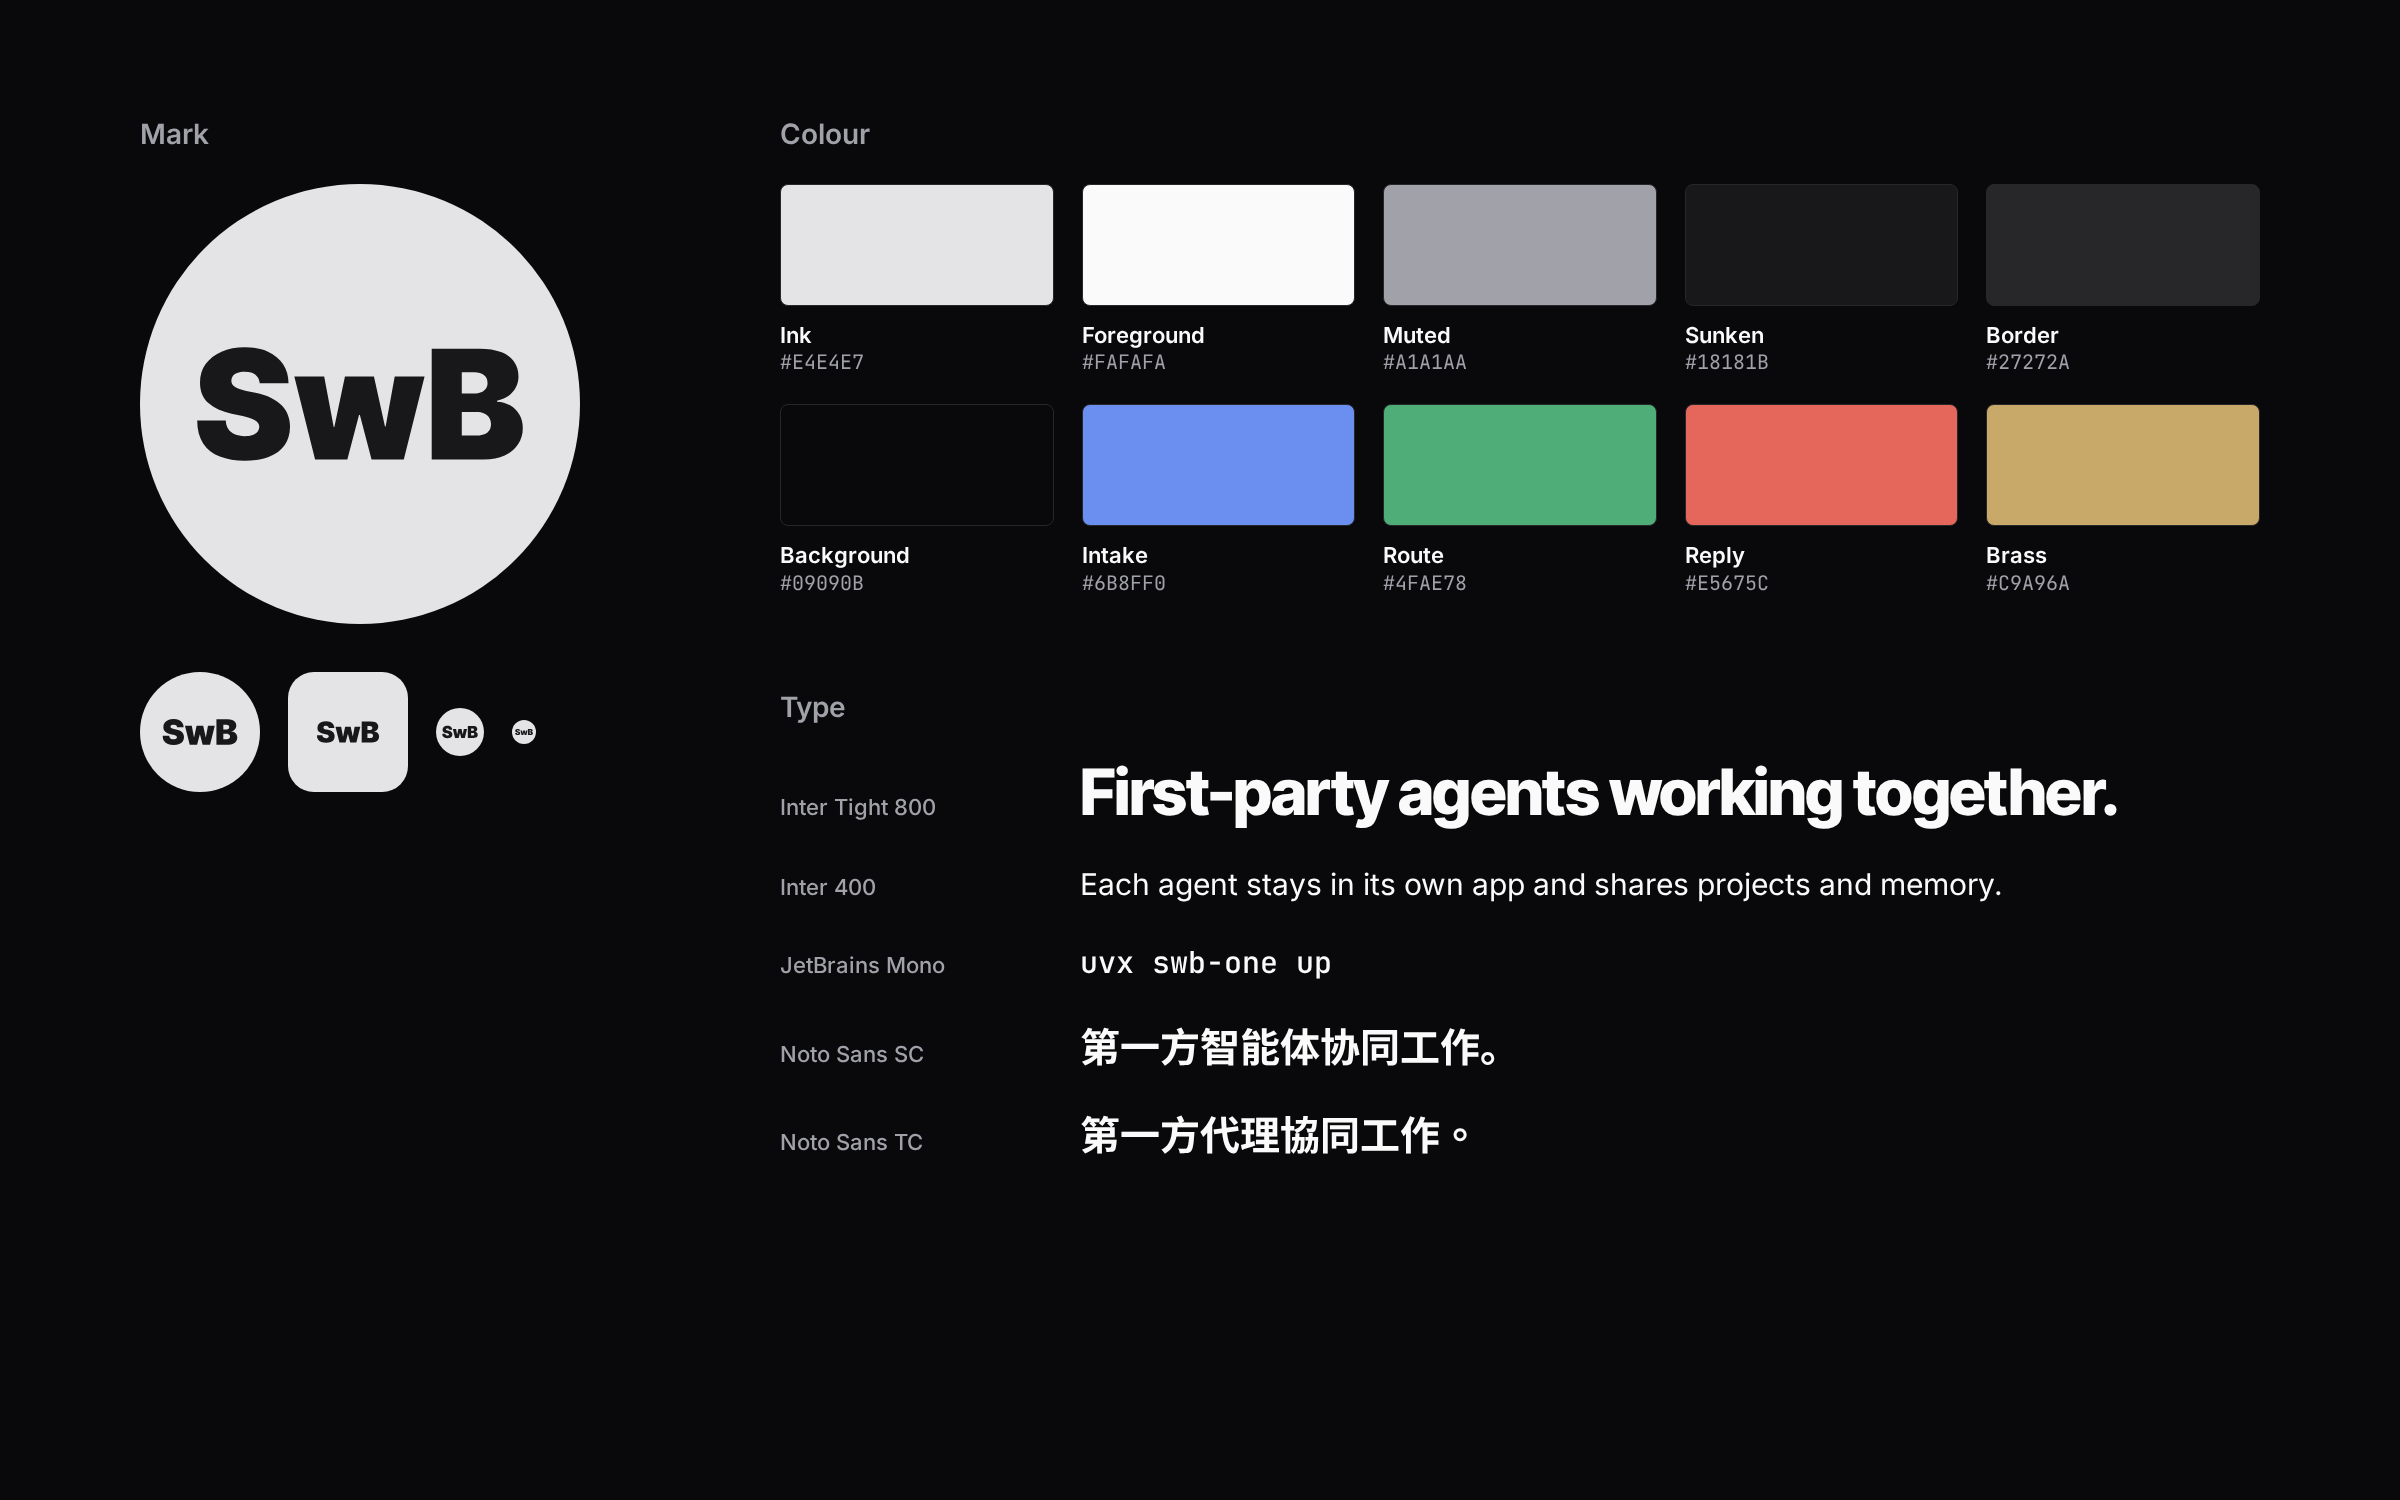 Mark
SwB
SwB
SwB
SwB
SwB
Colour
Ink
#E4E4E7
Foreground
#FAFAFA
Muted
#A1A1AA
Sunken
#18181B
Border
#27272A
Background
#09090B
Intake
#6B8FF0
Route
#4FAE78
Reply
#E5675C
Brass
#C9A96A
Type
Inter Tight 800
First-party agents working together.
Inter 400
Each agent stays in its own app and shares projects and memory.
JetBrains Mono
uvx swb-one up
Noto Sans SC
第一方智能体协同工作。
Noto Sans TC
第一方代理協同工作。